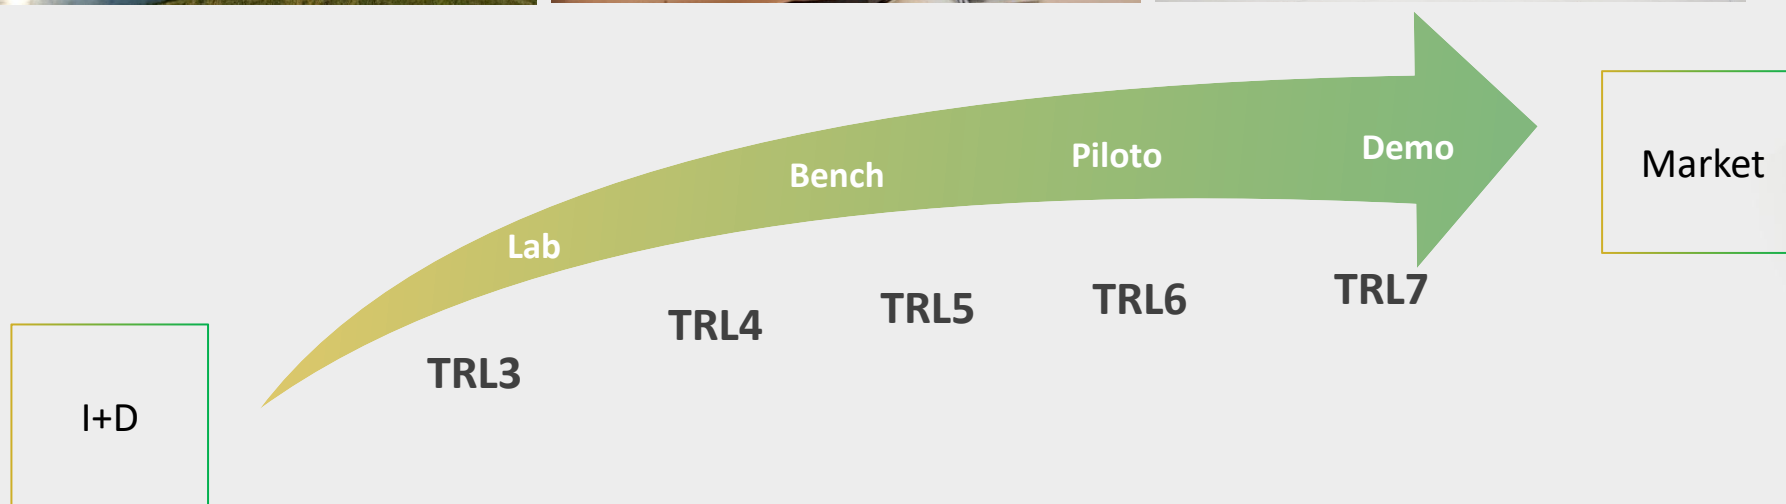 Lab
Bench
Piloto
Demo
Market
TRL3
TRL4
TRL5
TRL6
TRL7
I+D